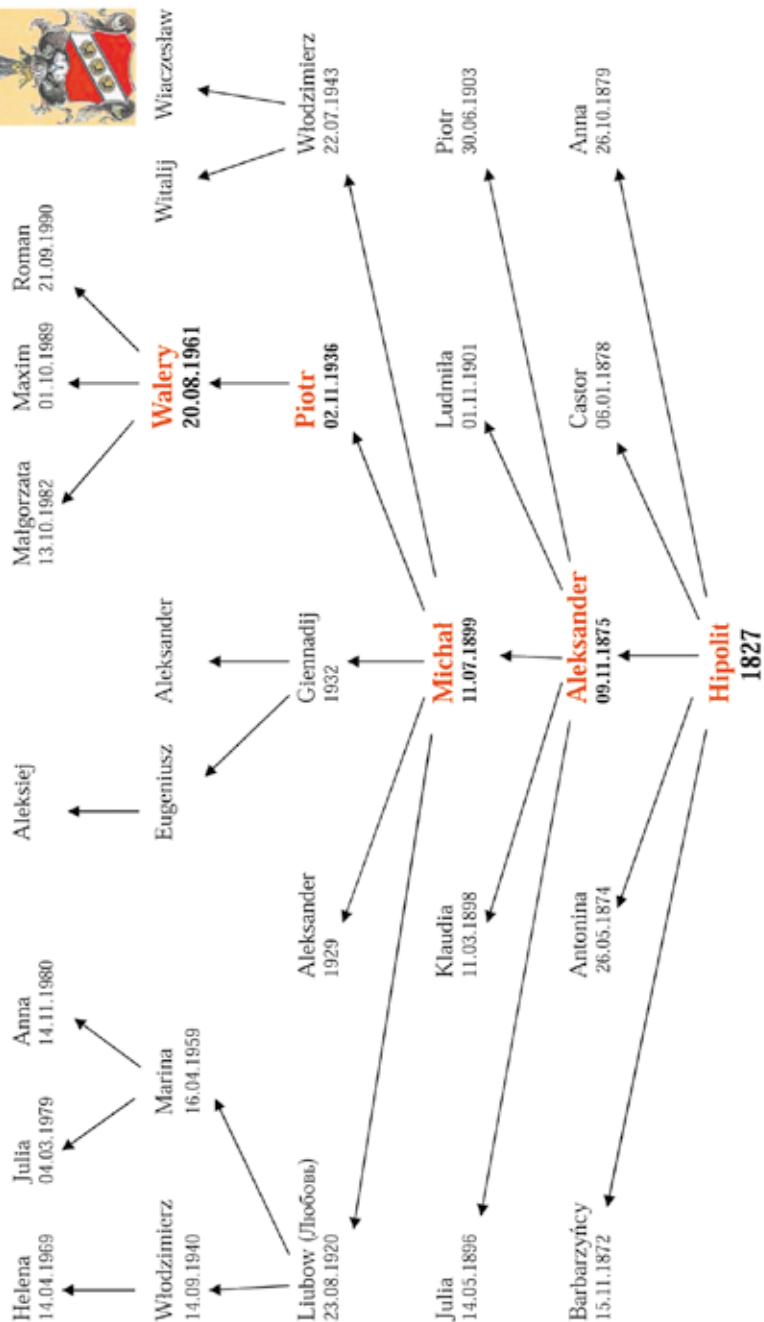 Helena
14.04.1969
Julia
04.03.1979
Anna
14.11.1980
Aleksiej
Małgorzata
13.10.1982
Maxim
01.10.1989
Roman
21.09.1990
Włodzimierz
14.09.1940
Marina
16.04.1959
Eugeniusz
Aleksander
Walery
20.08.1961
Witalij
Wiaczesław
Liubow (Любовь)
23.08.1920
Aleksander
1929
Giennadij
1932
Piotr
02.11.1936
Włodzimierz
22.07.1943
Julia
14.05.1896
Klaudia
11.03.1898
Michał
11.07.1899
Ludmiła
01.11.1901
Piotr
30.06.1903
Barbarzyńcy
15.11.1872
Antonina
26.05.1874
Aleksander
09.11.1875
Castor
06.01.1878
Anna
26.10.1879
Hipolit
1827